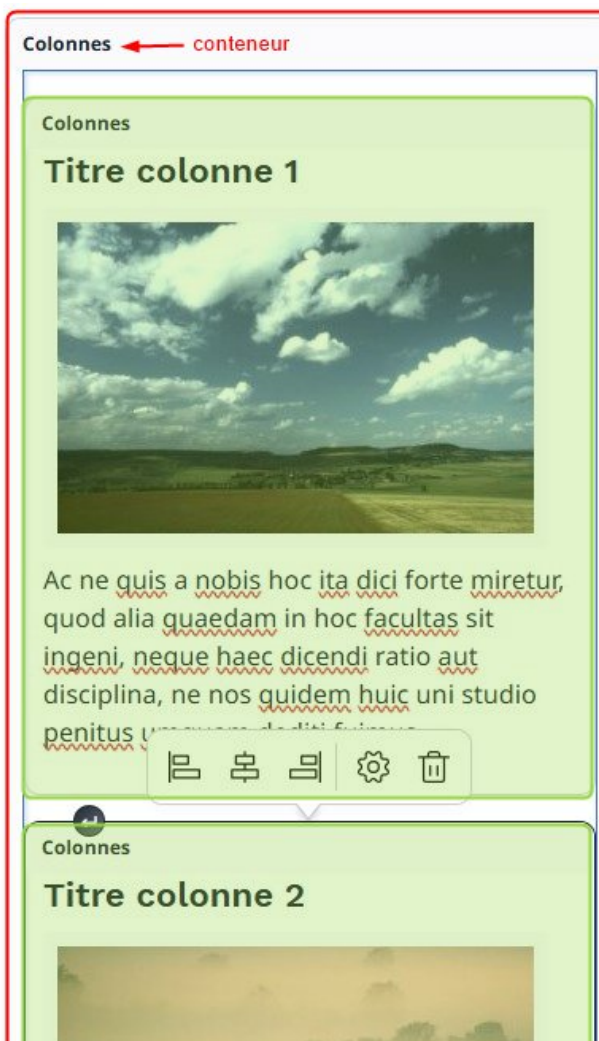 Colonnes
conteneur
Colonnes
Titre colonne 1
Ac ne quis a nobis hoc ita dici forte miretur,
quod alia quaedam in hoc facultas sit
ingeni, neque haec dicendi ratio aut
disciplina, ne nos quidem huic uni studio
penitus
Colonnes
Titre colonne 2